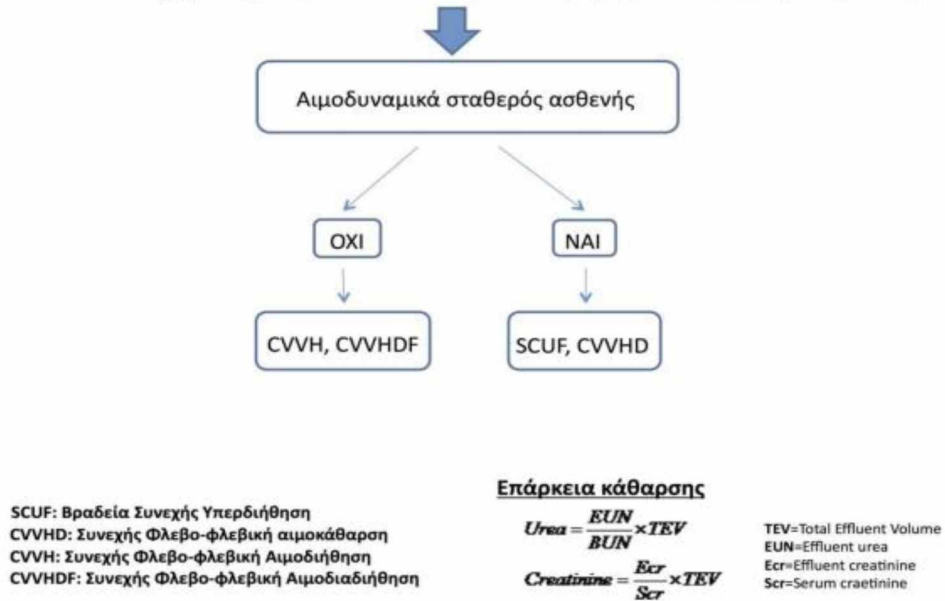 Αιμοδυναμικά σταθερός ασθενής
ΟΧΙ
ΝΑΙ
CVVH, CVVHDF
SCUF, CVVHD
SCUF: Βραδεία Συνεχής Υπερδιήθηση
CVVHD: Συνεχής Φλεβο-φλεβική αιμοκάθαρση
CVVH: Συνεχής Φλεβο-φλεβική Αιμοδιήθηση
CVVHDF: Συνεχής Φλεβο-φλεβική Αιμοδιαδιήθηση
Επάρκεια κάθαρσης
Urea = EUN / BUN × TEV
Creatinine = Ecr / Scr × TEV
TEV=Total Effluent Volume
EUN=Effluent urea
Ecr=Effluent creatinine
Scr=Serum craetinine